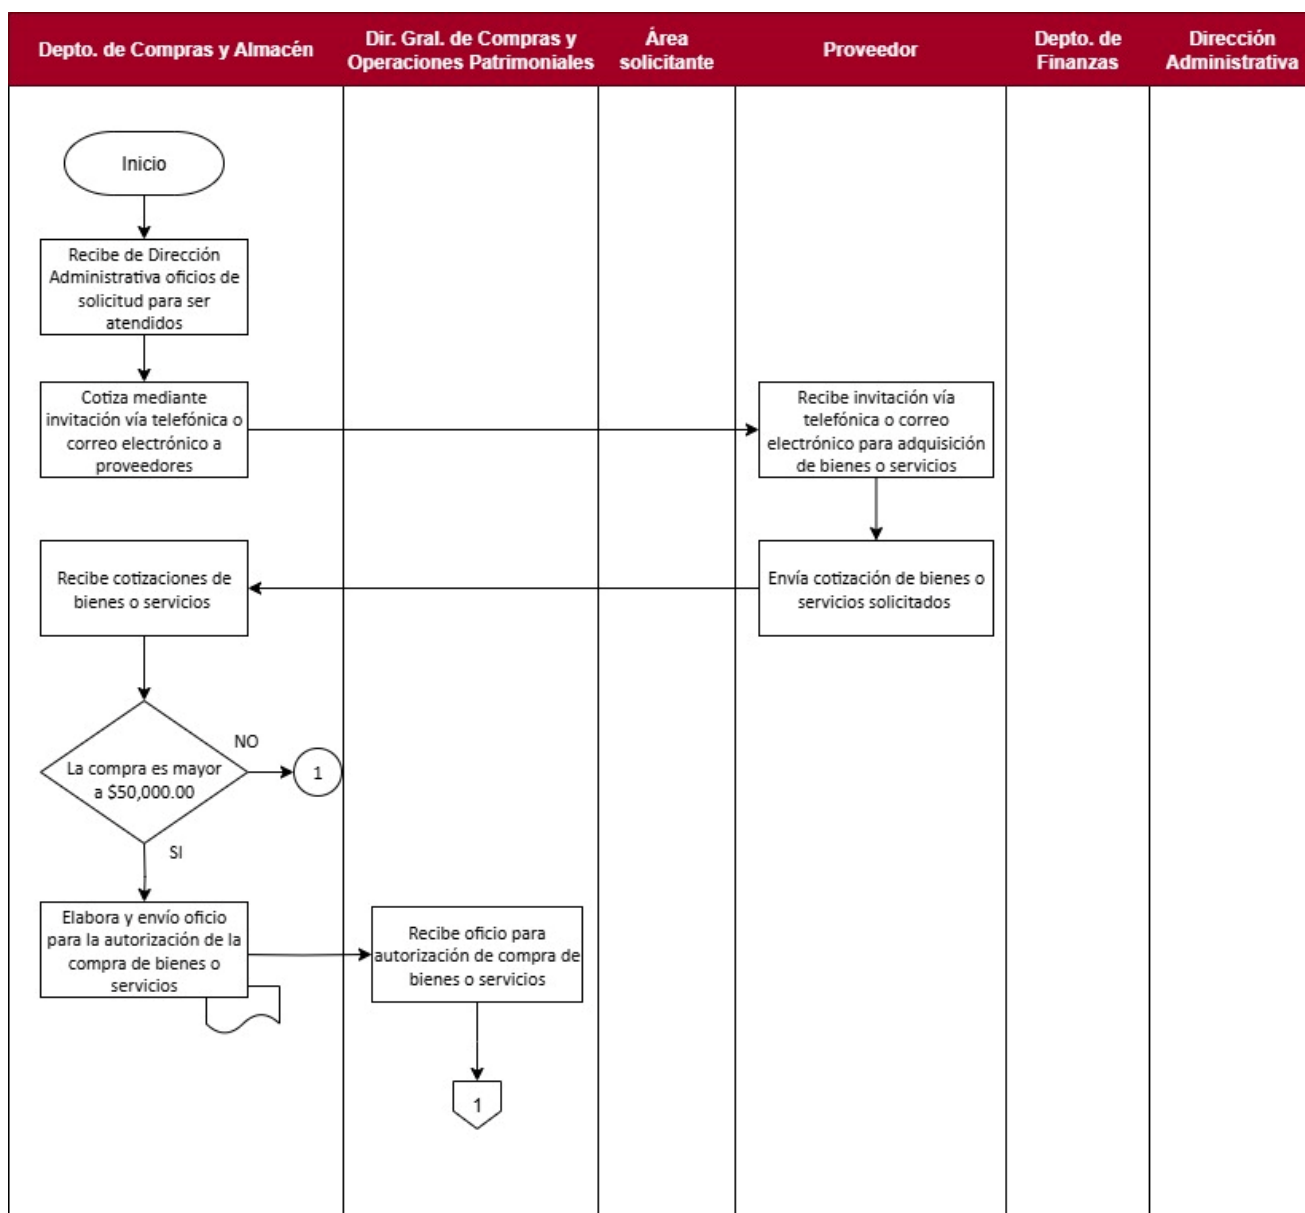 Depto. de Compras y Almacén
Dir. Gral. de Compras y
Operaciones Patrimoniales
Área
solicitante
Proveedor
Depto. de
Finanzas
Dirección
Administrativa
Inicio
Recibe de Dirección
Administrativa oficios de
solicitud para ser
atendidos
Cotiza mediante
invitación vía telefónica o
correo electrónico a
proveedores
Recibe invitación vía
telefónica o correo
electrónico para adquisición
de bienes o servicios
Recibe cotizaciones de
bienes o servicios
Envía cotización de bienes o
servicios solicitados
La compra es mayor
a $50,000.00
NO
1
SI
Elabora y envío oficio
para la autorización de la
compra de bienes o
servicios
Recibe oficio para
autorización de compra de
bienes o servicios
1